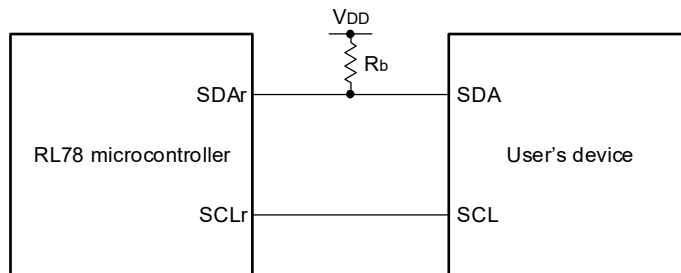 VDD
Rb
SDAr SDA
RL78 microcontroller User's device
SCLr SCL